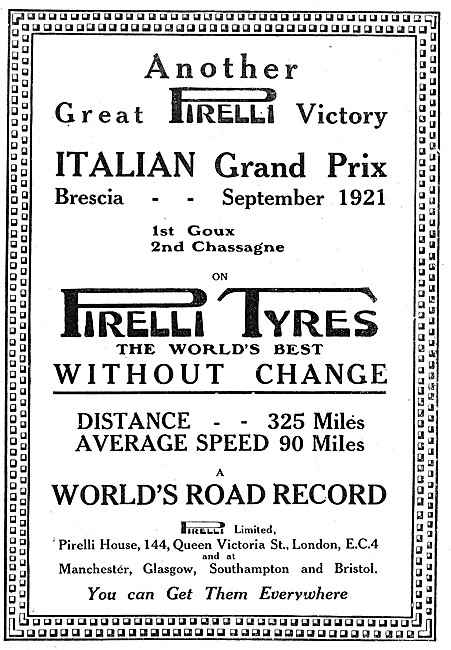 Another
Great PIRELLI Victory
ITALIAN Grand Prix
Brescia - - September 1921
1st Goux
2nd Chassagne
ON
PIRELLI TYRES
THE WORLD'S BEST
WITHOUT CHANGE
DISTANCE - - 325 Miles
AVERAGE SPEED 90 Miles
A
WORLD'S ROAD RECORD
PIRELLI Limited,
Pirelli House, 144, Queen Victoria St., London, E.C.4
and at
Manchester, Glasgow, Southampton and Bristol.
You can Get Them Everywhere